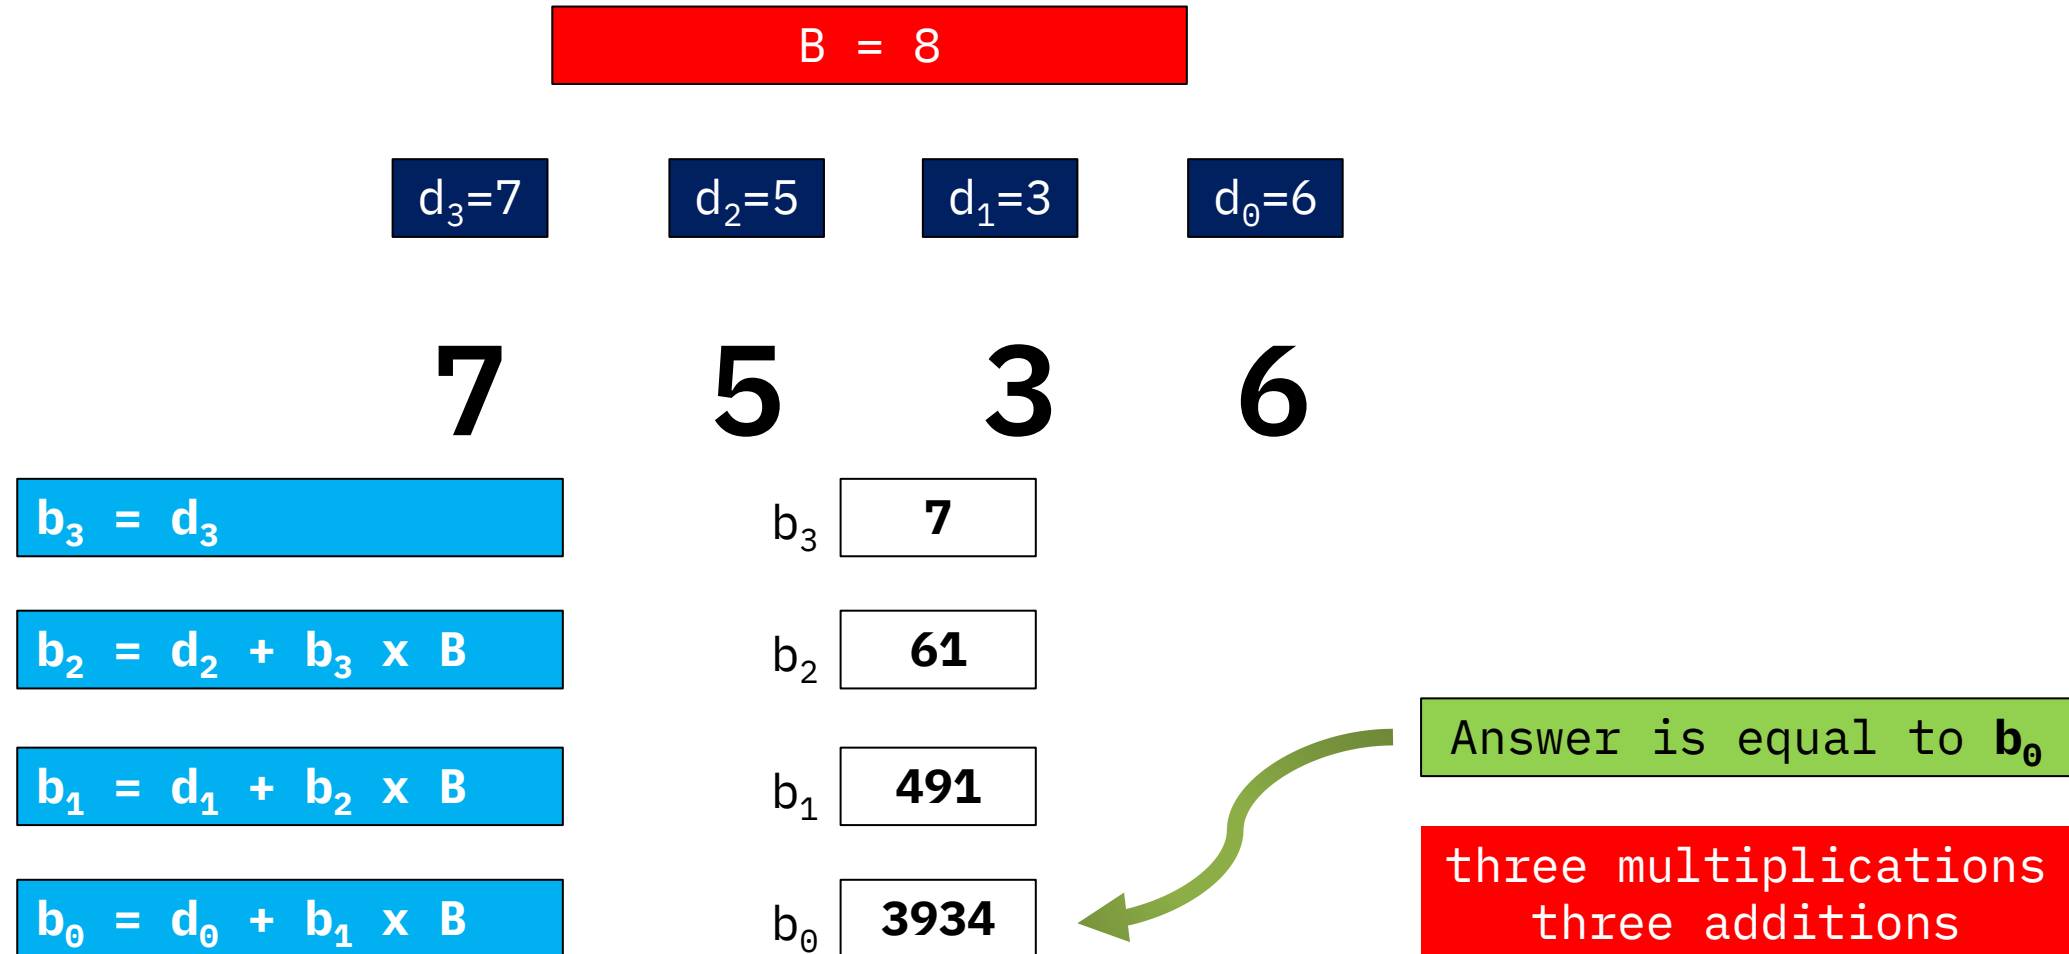 B = 8
d₃=7 d₂=5 d₁=3 d₀=6
7 5 3 6
b₃ = d₃ b₃ 7
b₂ = d₂ + b₃ x B b₂ 61
Answer is equal to b₀
b₁ = d₁ + b₂ x B b₁ 491
three multiplications
three additions
b₀ = d₀ + b₁ x B b₀ 3934